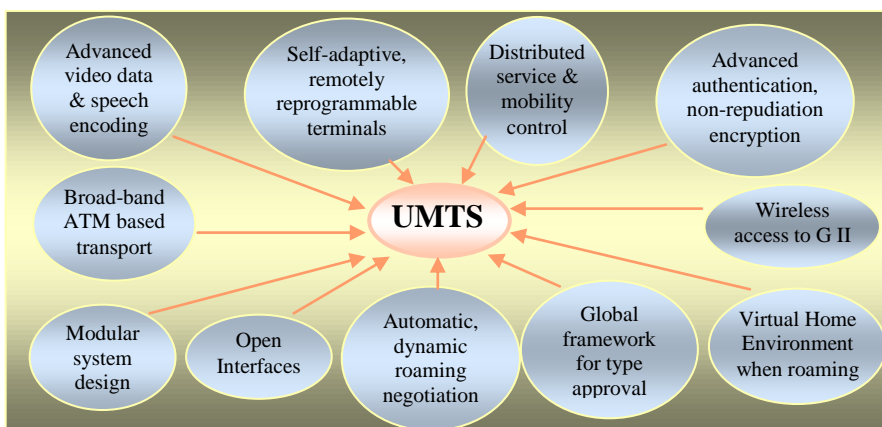 Advanced
video data
& speech
encoding
Self-adaptive,
remotely
reprogrammable
terminals
Distributed
service &
mobility
control
Advanced
authentication,
non-repudiation
encryption
Broad-band
ATM based
transport
UMTS
Wireless
access to G II
Modular
system
design
Open
Interfaces
Automatic,
dynamic
roaming
negotiation
Global
framework
for type
approval
Virtual Home
Environment
when roaming